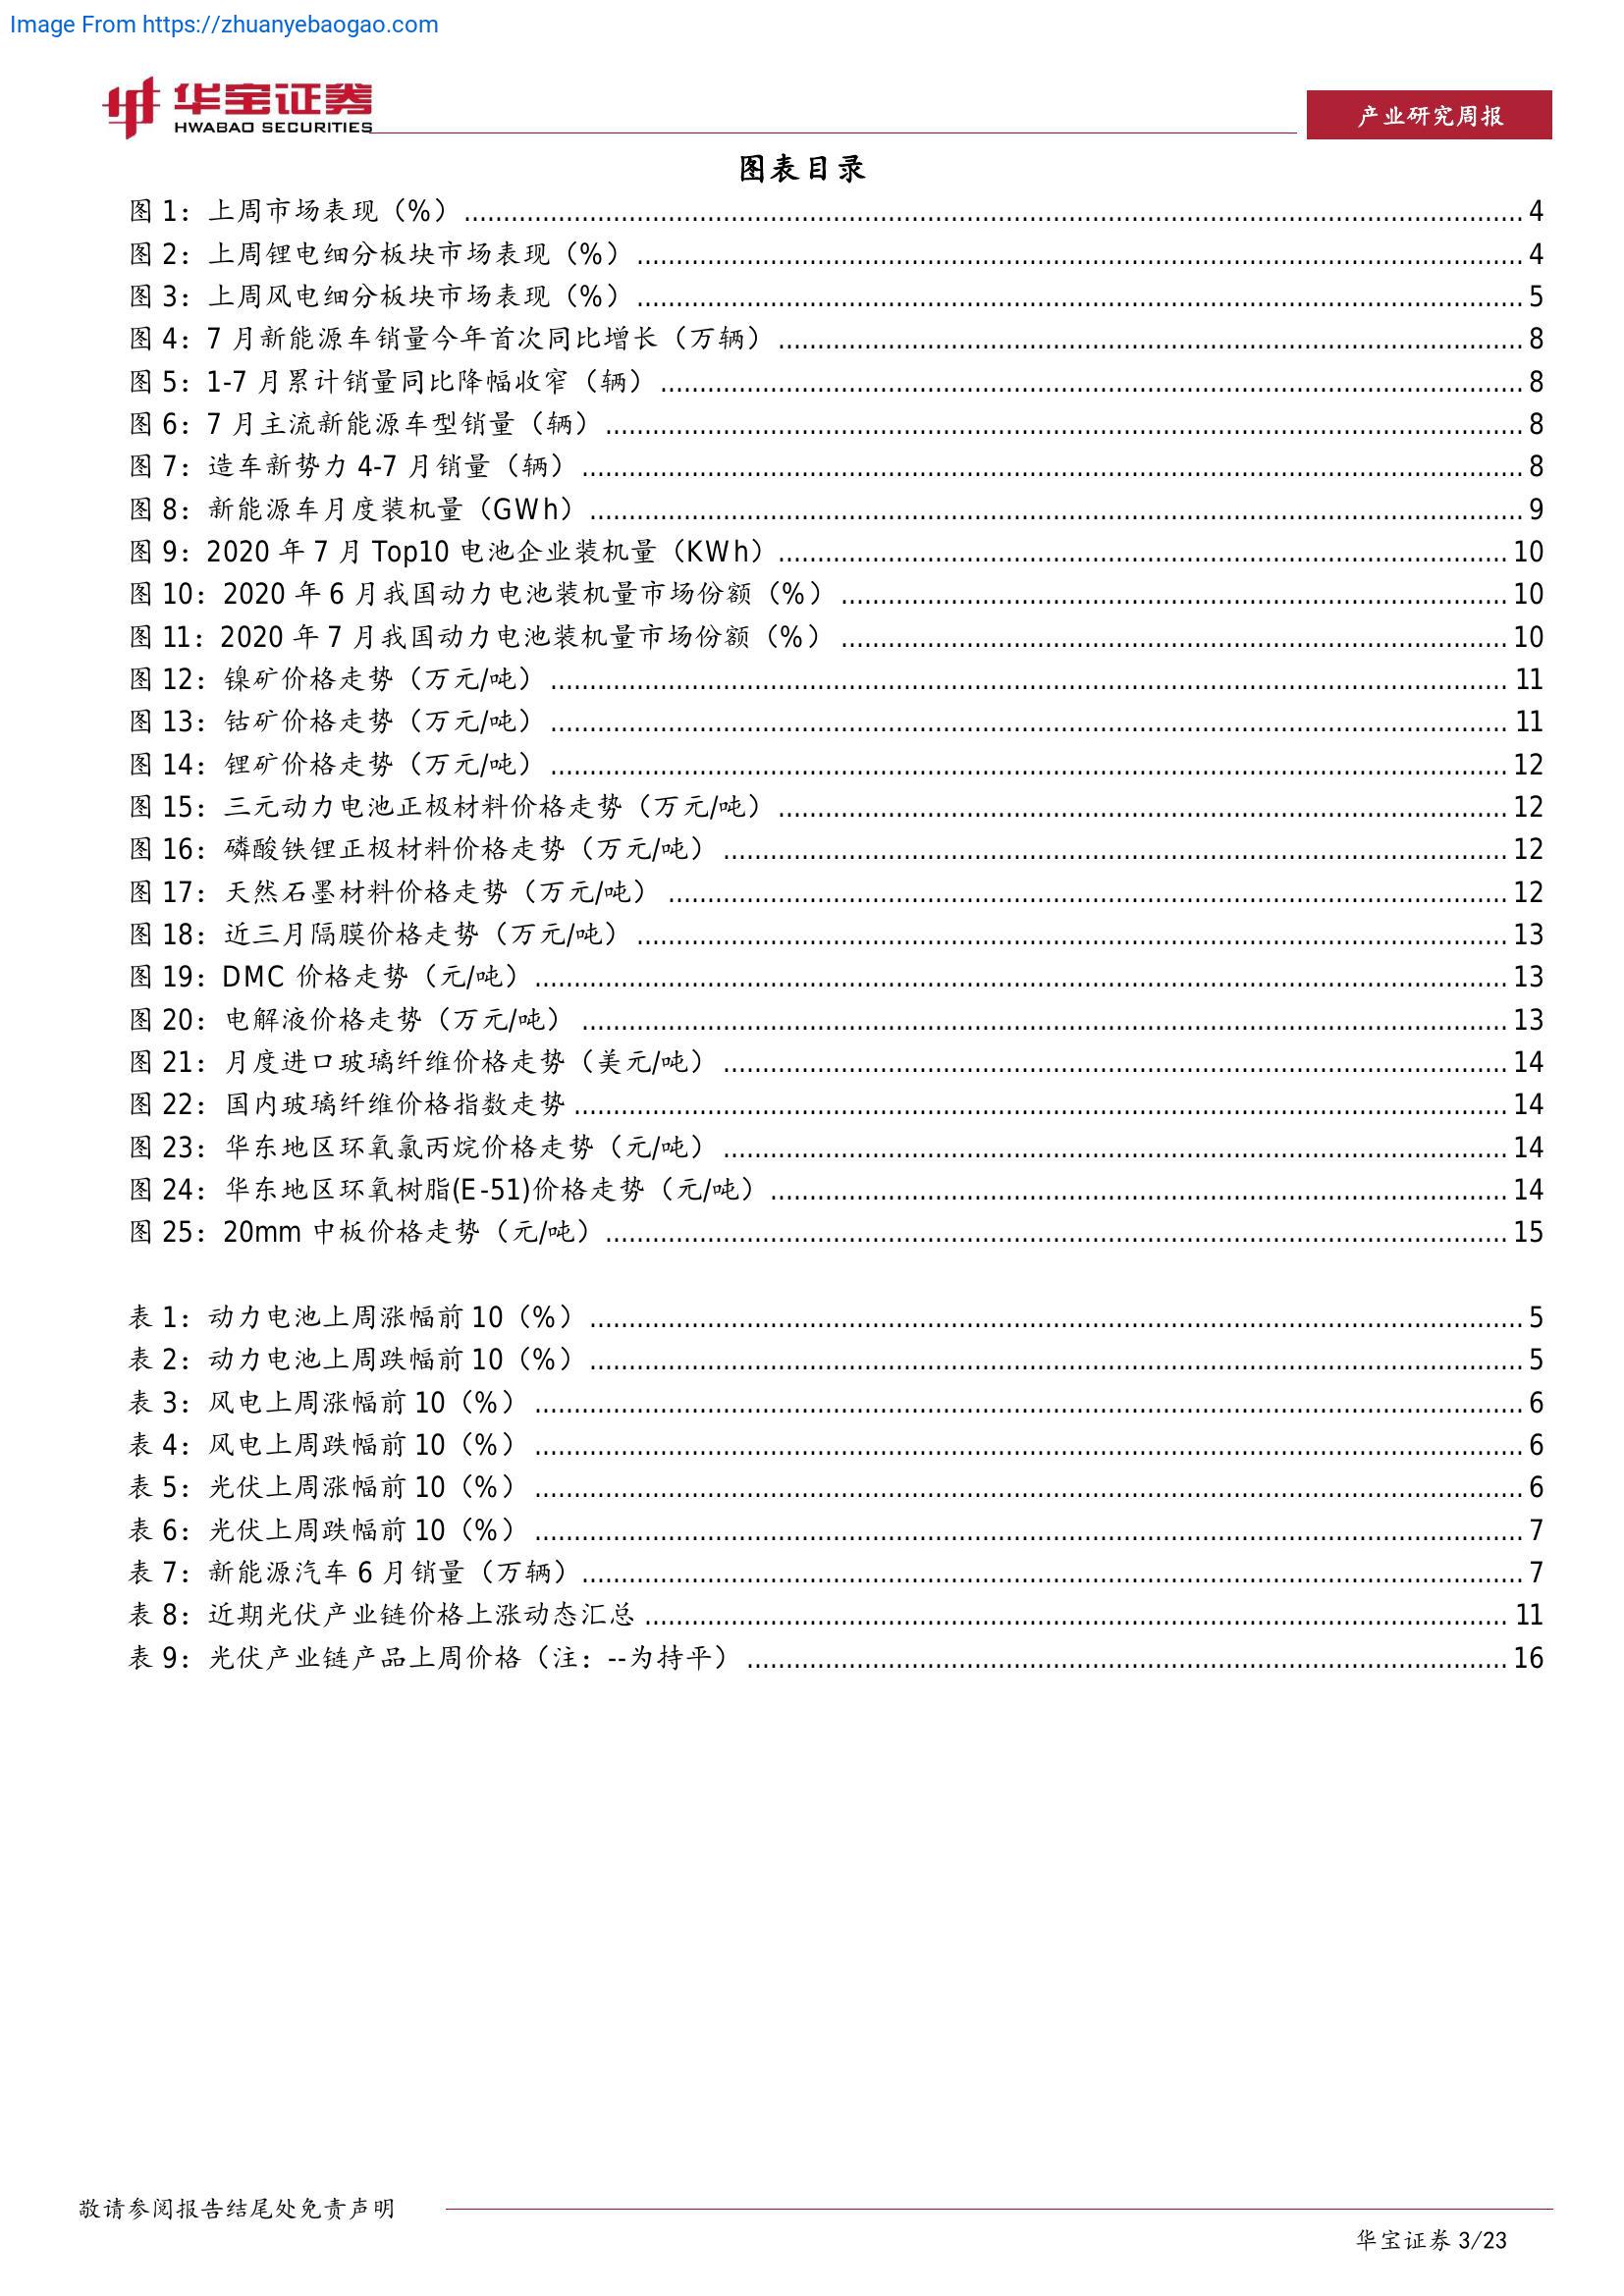 Image From https://zhuanyebaogao.com
华宝证券
HWABAO SECURITIES
产业研究周报
图表目录
图 1：上周市场表现（%）........ 4
图 2：上周锂电细分板块市场表现（%）........ 4
图 3：上周风电细分板块市场表现（%）........ 5
图 4：7 月新能源车销量今年首次同比增长（万辆）........ 8
图 5：1-7 月累计销量同比降幅收窄（辆）........ 8
图 6：7 月主流新能源车型销量（辆）........ 8
图 7：造车新势力 4-7 月销量（辆）........ 8
图 8：新能源车月度装机量（GWh）........ 9
图 9：2020 年 7 月 Top10 电池企业装机量（KWh）........ 10
图 10：2020 年 6 月我国动力电池装机量市场份额（%）........ 10
图 11：2020 年 7 月我国动力电池装机量市场份额（%）........ 10
图 12：镍矿价格走势（万元/吨）........ 11
图 13：钴矿价格走势（万元/吨）........ 11
图 14：锂矿价格走势（万元/吨）........ 12
图 15：三元动力电池正极材料价格走势（万元/吨）........ 12
图 16：磷酸铁锂正极材料价格走势（万元/吨）........ 12
图 17：天然石墨材料价格走势（万元/吨）........ 12
图 18：近三月隔膜价格走势（万元/吨）........ 13
图 19：DMC 价格走势（元/吨）........ 13
图 20：电解液价格走势（万元/吨）........ 13
图 21：月度进口玻璃纤维价格走势（美元/吨）........ 14
图 22：国内玻璃纤维价格指数走势........ 14
图 23：华东地区环氧氯丙烷价格走势（元/吨）........ 14
图 24：华东地区环氧树脂(E-51)价格走势（元/吨）........ 14
图 25：20mm 中板价格走势（元/吨）........ 15
表 1：动力电池上周涨幅前 10（%）........ 5
表 2：动力电池上周跌幅前 10（%）........ 5
表 3：风电上周涨幅前 10（%）........ 6
表 4：风电上周跌幅前 10（%）........ 6
表 5：光伏上周涨幅前 10（%）........ 6
表 6：光伏上周跌幅前 10（%）........ 7
表 7：新能源汽车 6 月销量（万辆）........ 7
表 8：近期光伏产业链价格上涨动态汇总........ 11
表 9：光伏产业链产品上周价格（注：--为持平）........ 16
敬请参阅报告结尾处免责声明
华宝证券 3/23